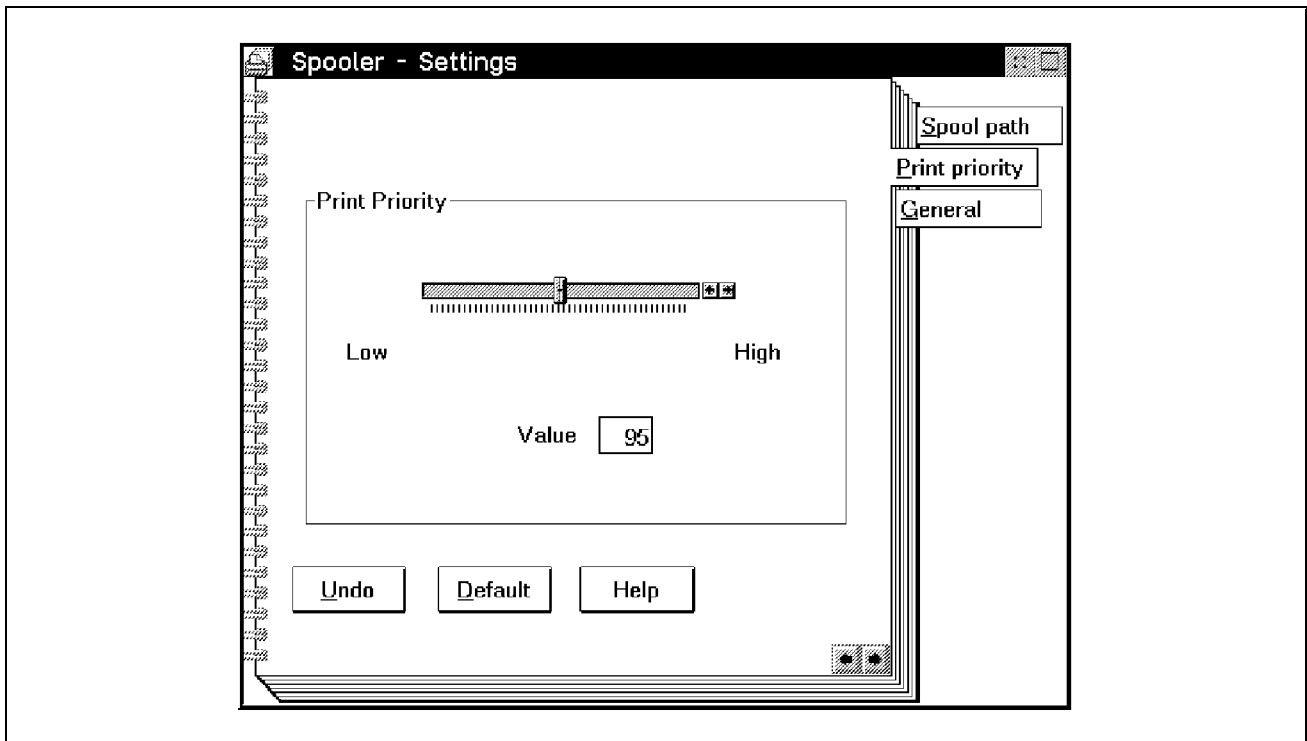 Spooler - Settings
Spool path
Print priority
General
Print Priority
Low
High
Value 95
Undo
Default
Help